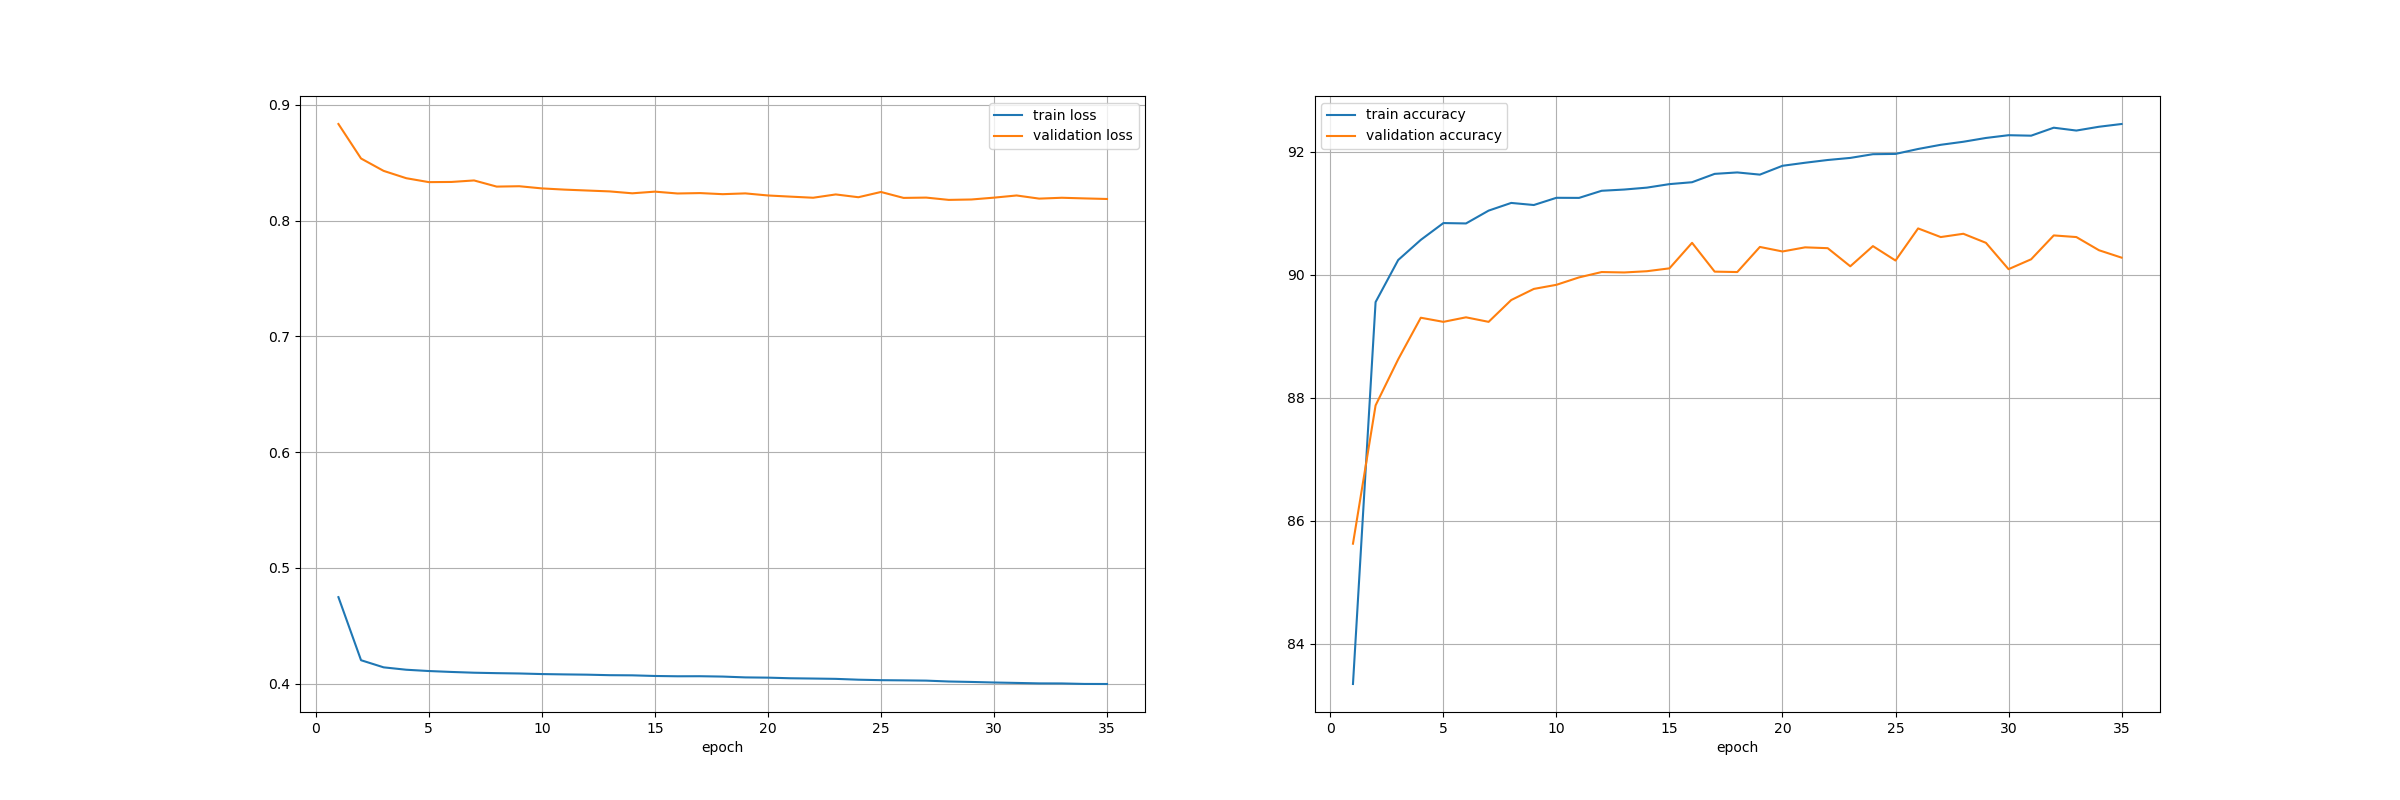 train loss
validation loss
0.9
0.8
0.7
0.6
0.5
0.4
0 5 10 15 20 25 30 35
epoch
train accuracy
validation accuracy
92
90
88
86
84
0 5 10 15 20 25 30 35
epoch